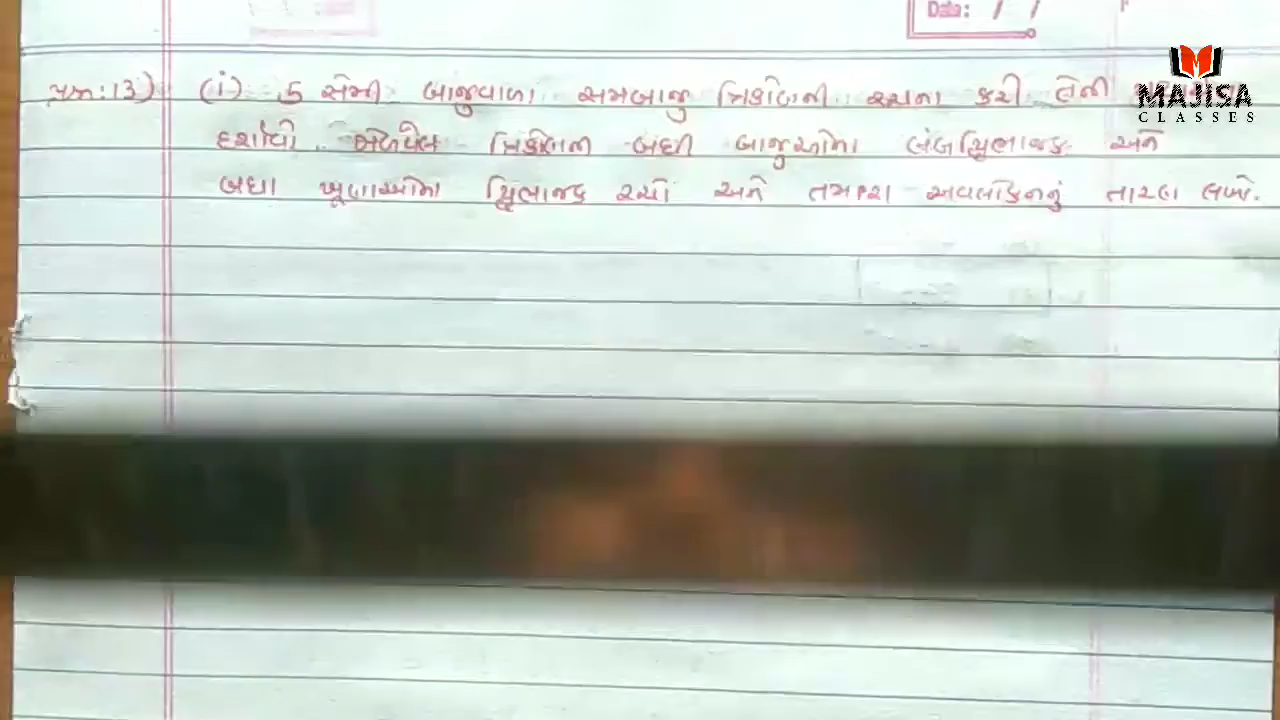 Date: / /
MAJISA
CLASSES
પ્રશ્ન:13) (i) 5 સેમી બાજુવાળા સમબાજુ ત્રિકોણની રચના કરી તેની
દર્શાવો. મેળવેલ ત્રિકોણની બધી બાજુઓના લંબદ્વિભાજક અને
બધા ખૂણાઓના દ્વિભાજક રચો અને તમારા અવલોકનનું તારણ લખો.